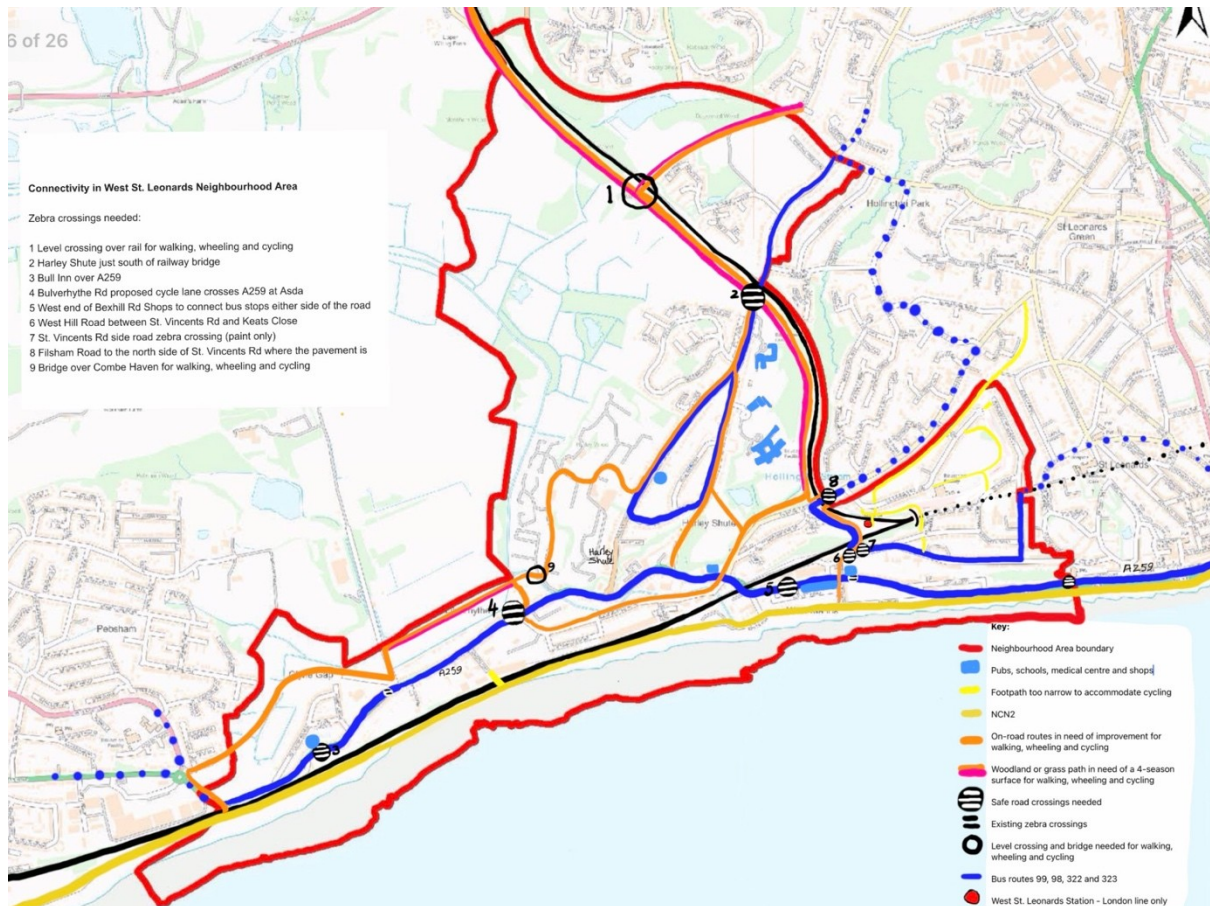 6 of 26
Connectivity in West St. Leonards Neighbourhood Area
Zebra crossings needed:
1 Level crossing over rail for walking, wheeling and cycling
2 Harley Shute just south of railway bridge
3 Bull Inn over A259
4 Bulverhythe Rd proposed cycle lane crosses A259 at Asda
5 West end of Bexhill Rd Shops to connect bus stops either side of the road
6 West Hill Road between St. Vincents Rd and Keats Close
7 St. Vincents Rd side road zebra crossing (paint only)
8 Filsham Road to the north side of St. Vincents Rd where the pavement is
9 Bridge over Combe Haven for walking, wheeling and cycling
1
Hollington Park
St Leonards
Green
2
8
St Leonards
Harley Shute
7
6
Harley
Shute
9
5
A259
4
Pebsham
A259
3
Key:
Neighbourhood Area boundary
Pubs, schools, medical centre and shops
Footpath too narrow to accommodate cycling
NCN2
On-road routes in need of improvement for
walking, wheeling and cycling
Woodland or grass path in need of a 4-season
surface for walking, wheeling and cycling
Safe road crossings needed
Existing zebra crossings
Level crossing and bridge needed for walking,
wheeling and cycling
Bus routes 99, 98, 322 and 323
West St. Leonards Station - London line only